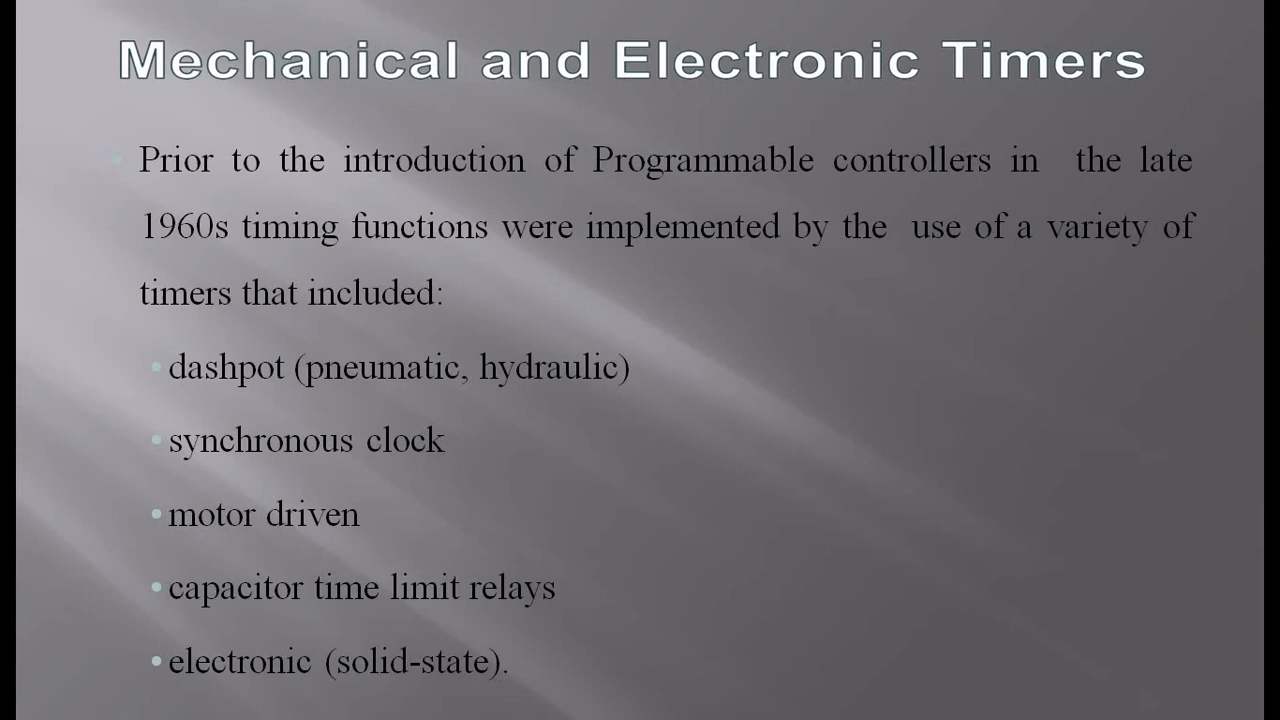 Mechanical and Electronic Timers
• Prior to the introduction of Programmable controllers in the late
1960s timing functions were implemented by the use of a variety of
timers that included:
• dashpot (pneumatic, hydraulic)
• synchronous clock
• motor driven
• capacitor time limit relays
• electronic (solid-state).